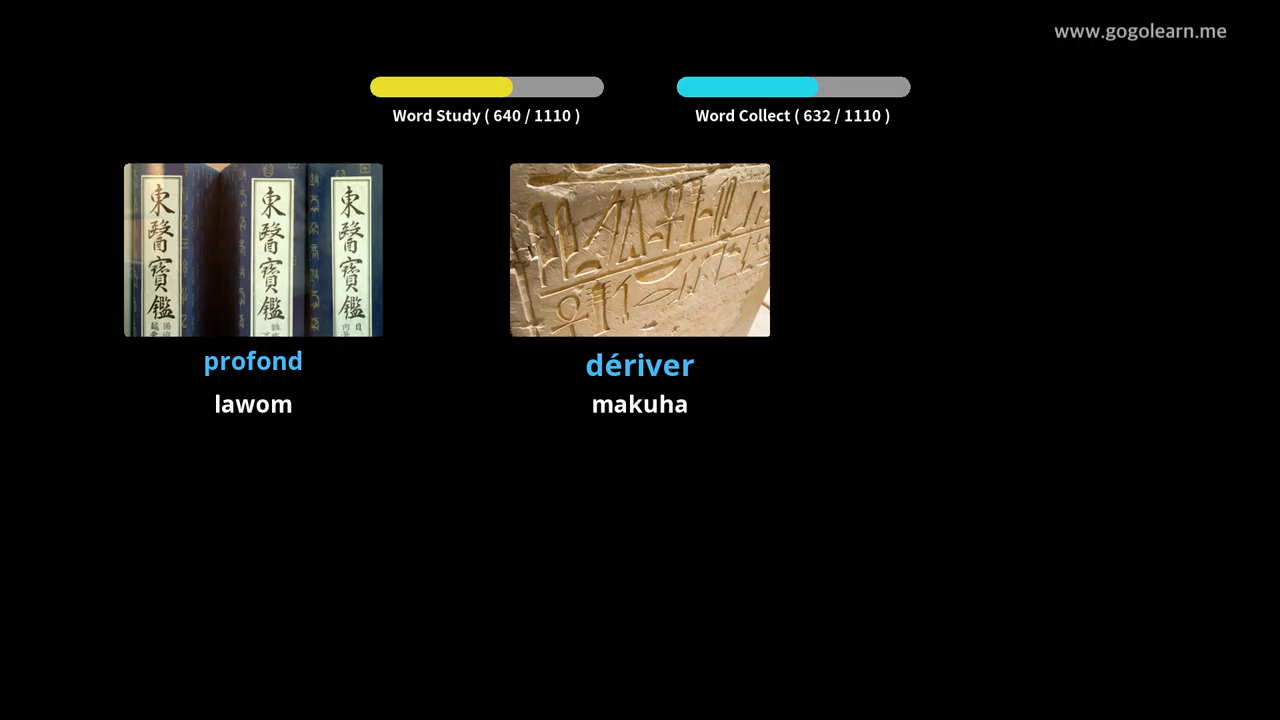 www.gogolearn.me
Word Study ( 640 / 1110 )
Word Collect ( 632 / 1110 )
東醫寶鑑
東醫寶鑑
東醫寶鑑
profond
dériver
lawom
makuha